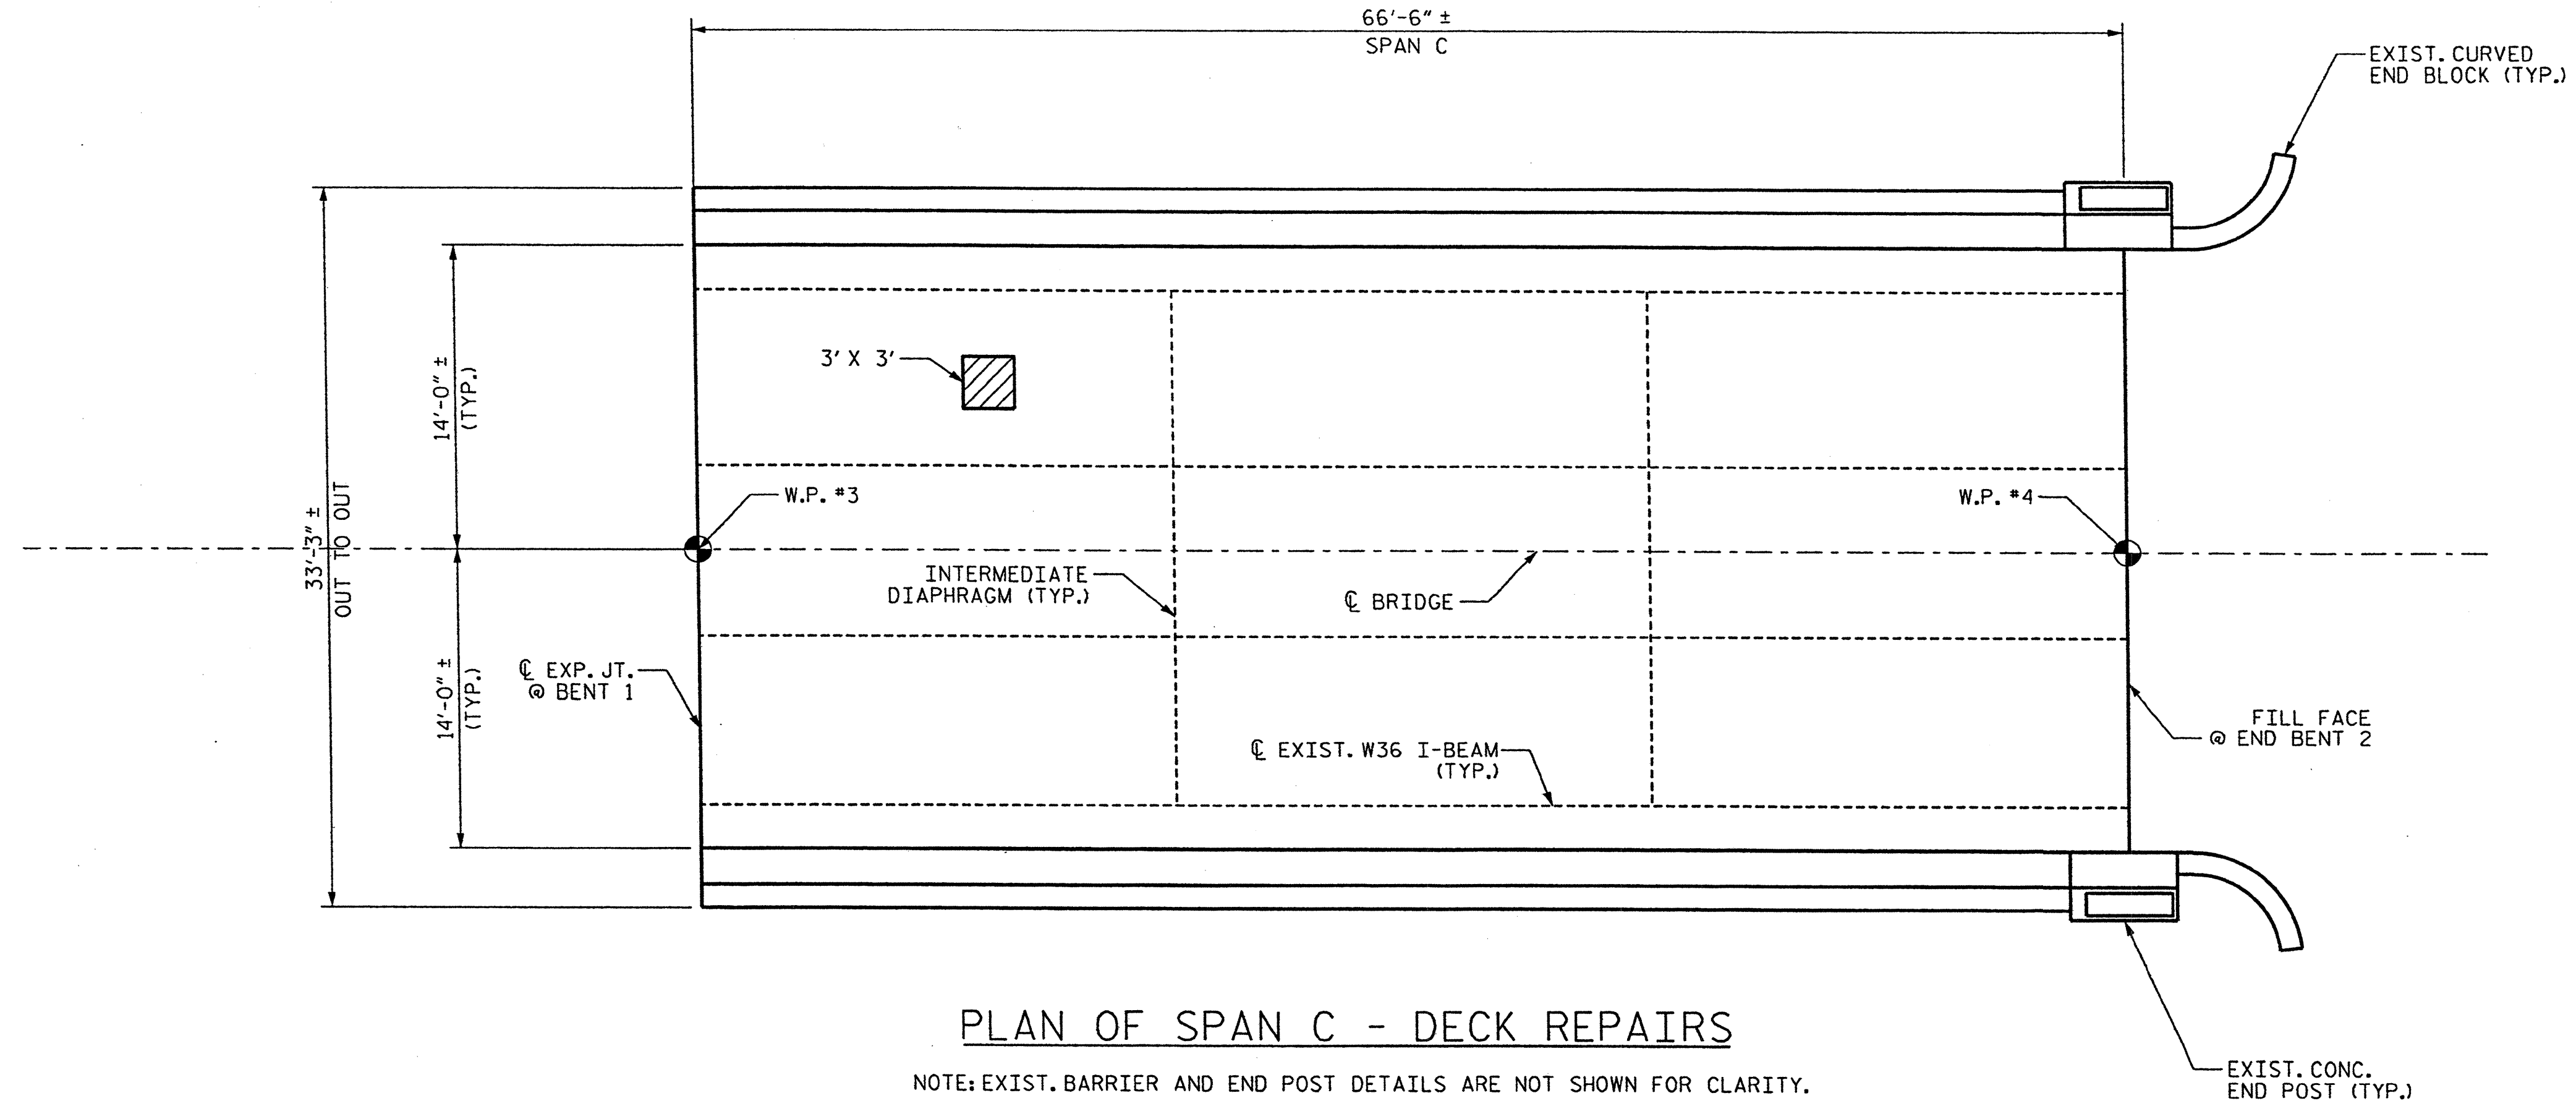 66'-6" ±
SPAN C
EXIST. CURVED
END BLOCK (TYP.)
14'-0" ±
(TYP.)
3' X 3'
33'-3" ±
OUT TO OUT
W.P. #3
W.P. #4
INTERMEDIATE
DIAPHRAGM (TYP.)
℄ BRIDGE
14'-0" ±
(TYP.)
℄ EXP. JT.
@ BENT 1
℄ EXIST. W36 I-BEAM
(TYP.)
FILL FACE
@ END BENT 2
PLAN OF SPAN C - DECK REPAIRS
NOTE: EXIST. BARRIER AND END POST DETAILS ARE NOT SHOWN FOR CLARITY.
EXIST. CONC.
END POST (TYP.)